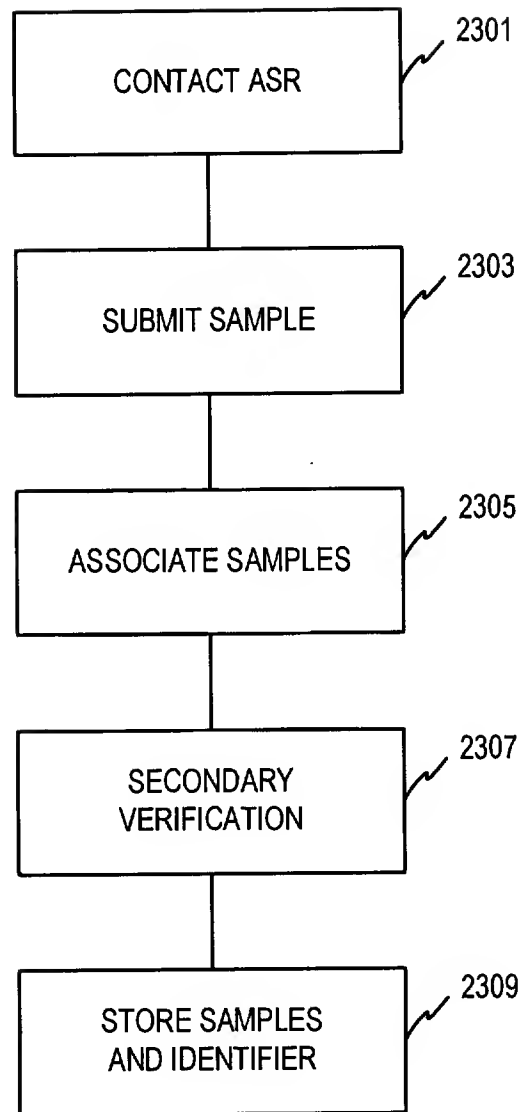 2301
CONTACT ASR
2303
SUBMIT SAMPLE
2305
ASSOCIATE SAMPLES
2307
SECONDARY
VERIFICATION
2309
STORE SAMPLES
AND IDENTIFIER